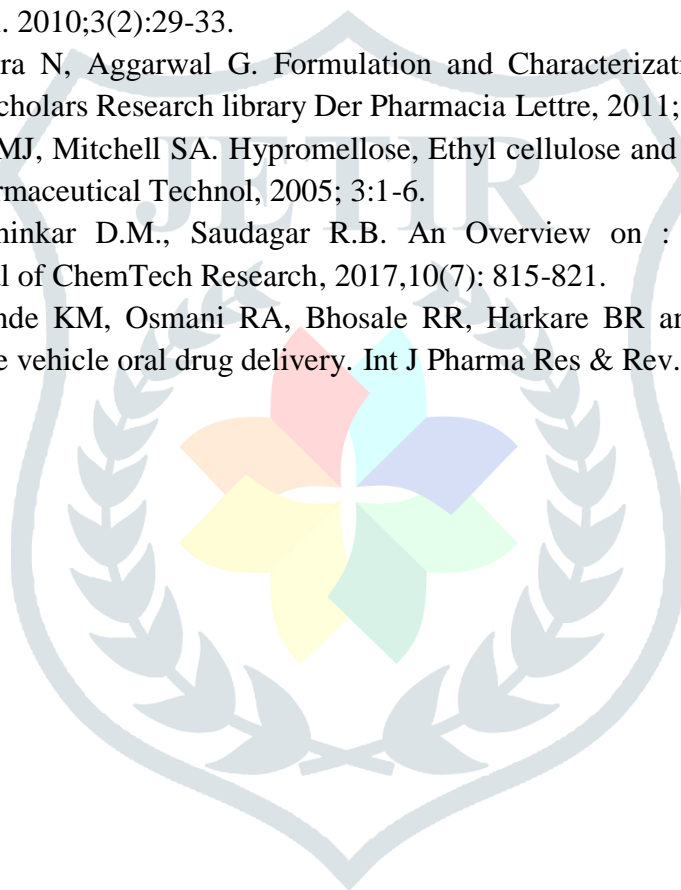 . 2010;3(2):29-33.
ra N, Aggarwal G. Formulation and Characterizati
cholars Research library Der Pharmacia Lettre, 2011;
MJ, Mitchell SA. Hypromellose, Ethyl cellulose and
rmaceutical Technol, 2005; 3:1-6.
hinkar D.M., Saudagar R.B. An Overview on :
al of ChemTech Research, 2017,10(7): 815-821.
nde KM, Osmani RA, Bhosale RR, Harkare BR an
e vehicle oral drug delivery. Int J Pharma Res & Rev.
JETIR